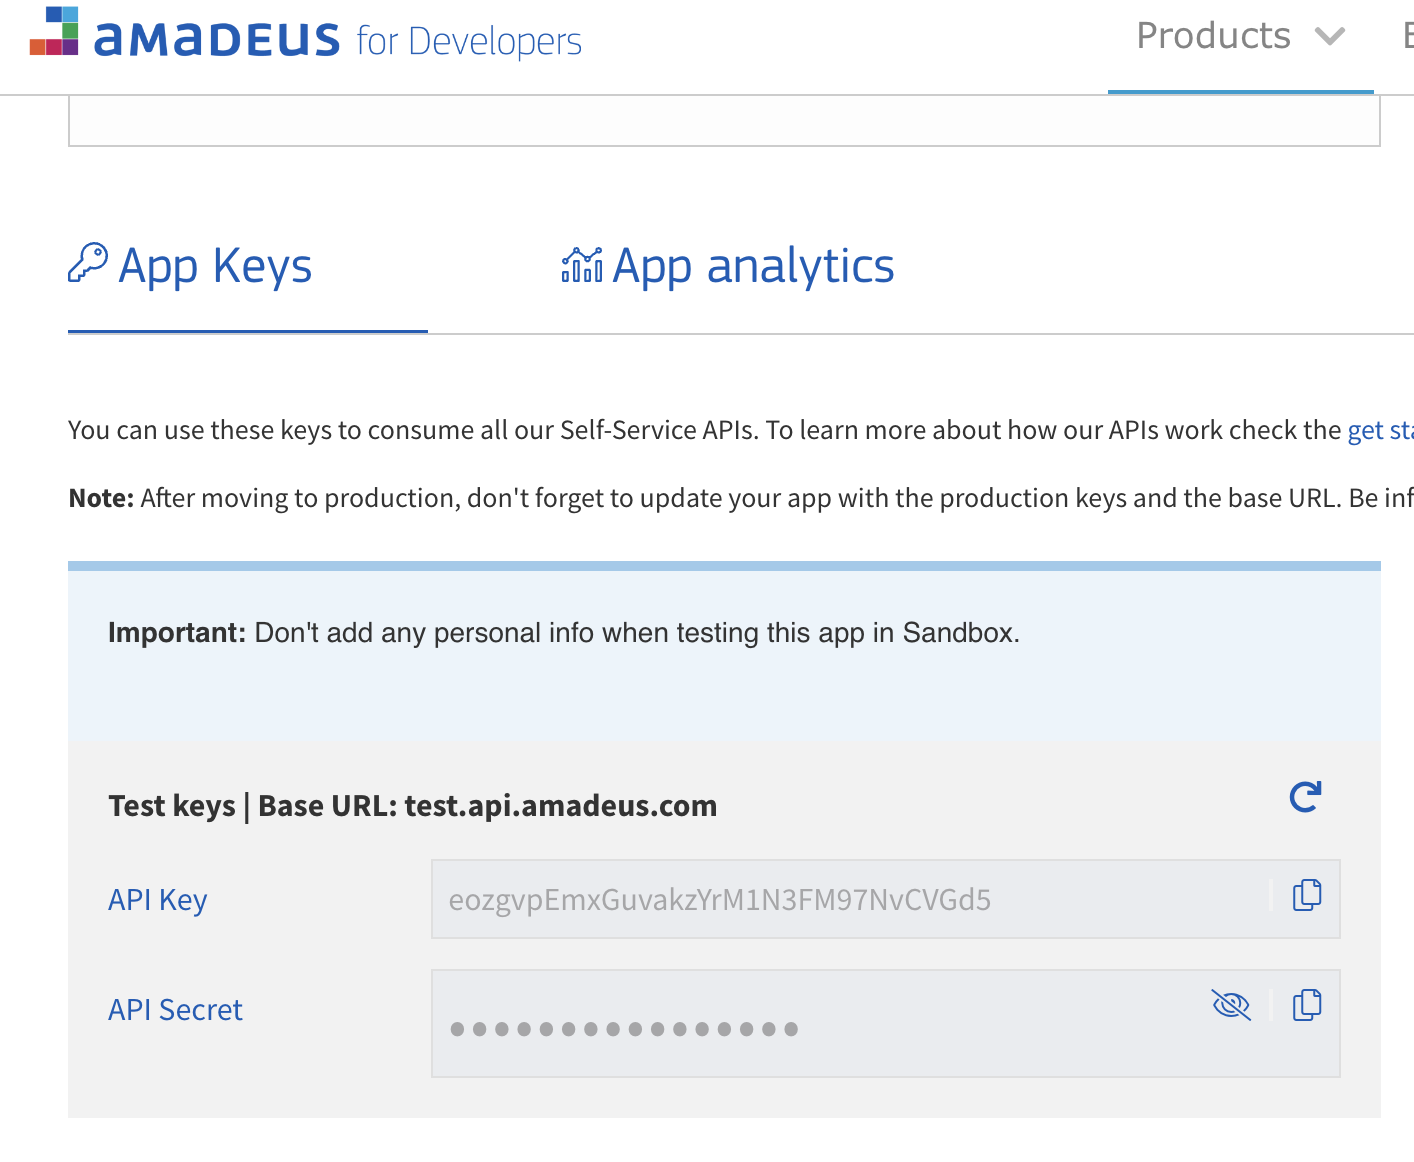 amadeus for Developers
Products
App Keys
App analytics
You can use these keys to consume all our Self-Service APIs. To learn more about how our APIs work check the get
Note: After moving to production, don't forget to update your app with the production keys and the base URL. Be
Important: Don't add any personal info when testing this app in Sandbox.
Test keys | Base URL: test.api.amadeus.com
API Key
eozgvpEmxGuvakzYrM1N3FM97NvCVGd5
API Secret